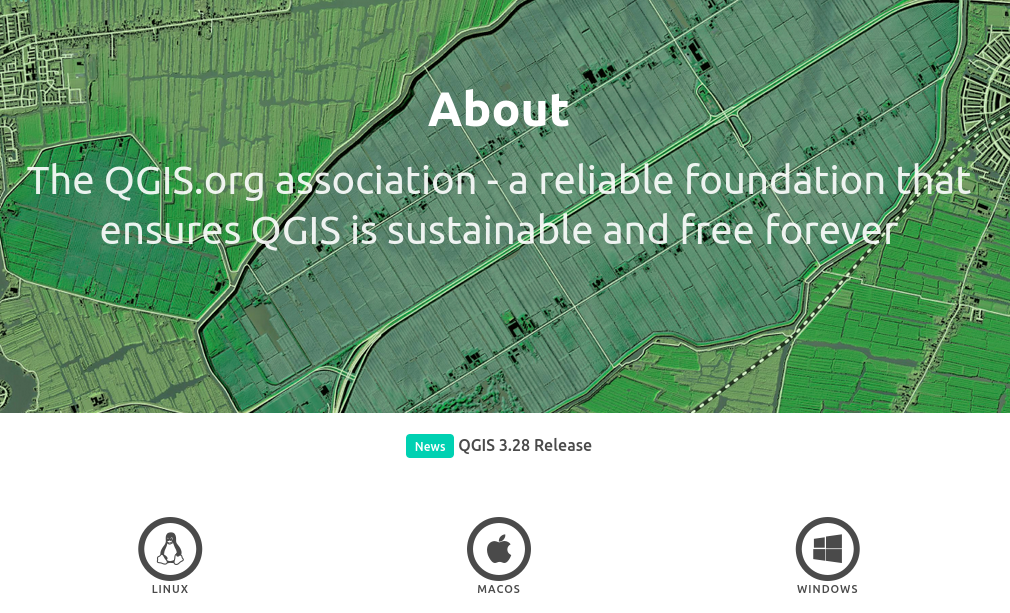 About
The QGIS.org association - a reliable foundation that
ensures QGIS is sustainable and free forever
News QGIS 3.28 Release
LINUX
MACOS
WINDOWS